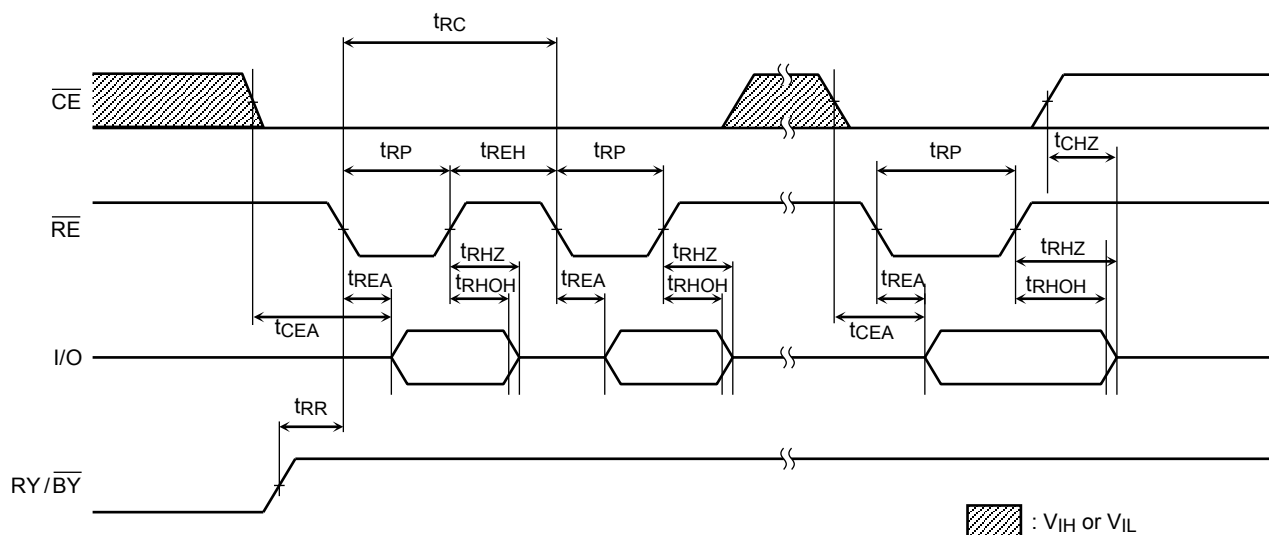 tRC
CE
tCHZ
tRP
tREH
tRP
tRP
RE
tRHZ
tRHZ
tRHZ
tREA
tRHOH
tREA
tRHOH
tREA
tRHOH
tCEA
tCEA
I/O
tRR
RY/BY
: VIH or VIL